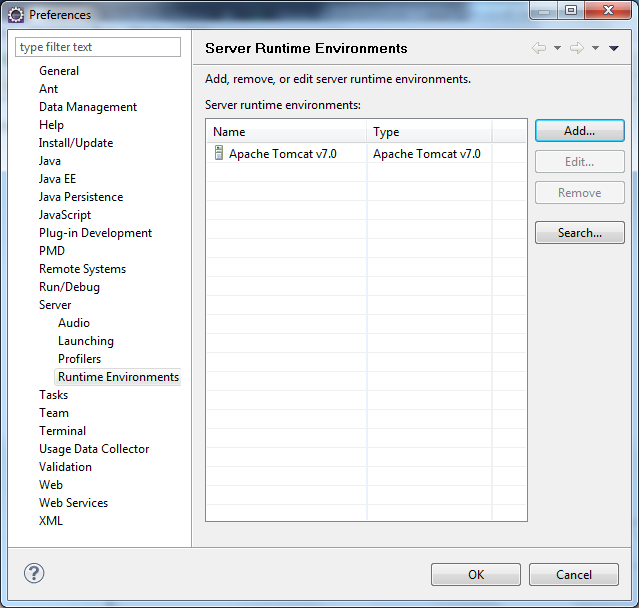 Preferences
type filter text
General
Ant
Data Management
Help
Install/Update
Java
Java EE
Java Persistence
JavaScript
Plug-in Development
PMD
Remote Systems
Run/Debug
Server
Audio
Launching
Profilers
Runtime Environments
Tasks
Team
Terminal
Usage Data Collector
Validation
Web
Web Services
XML
Server Runtime Environments
Add, remove, or edit server runtime environments.
Server runtime environments:
Name Type
Apache Tomcat v7.0 Apache Tomcat v7.0
Add...
Edit...
Remove
Search...
?
OK Cancel